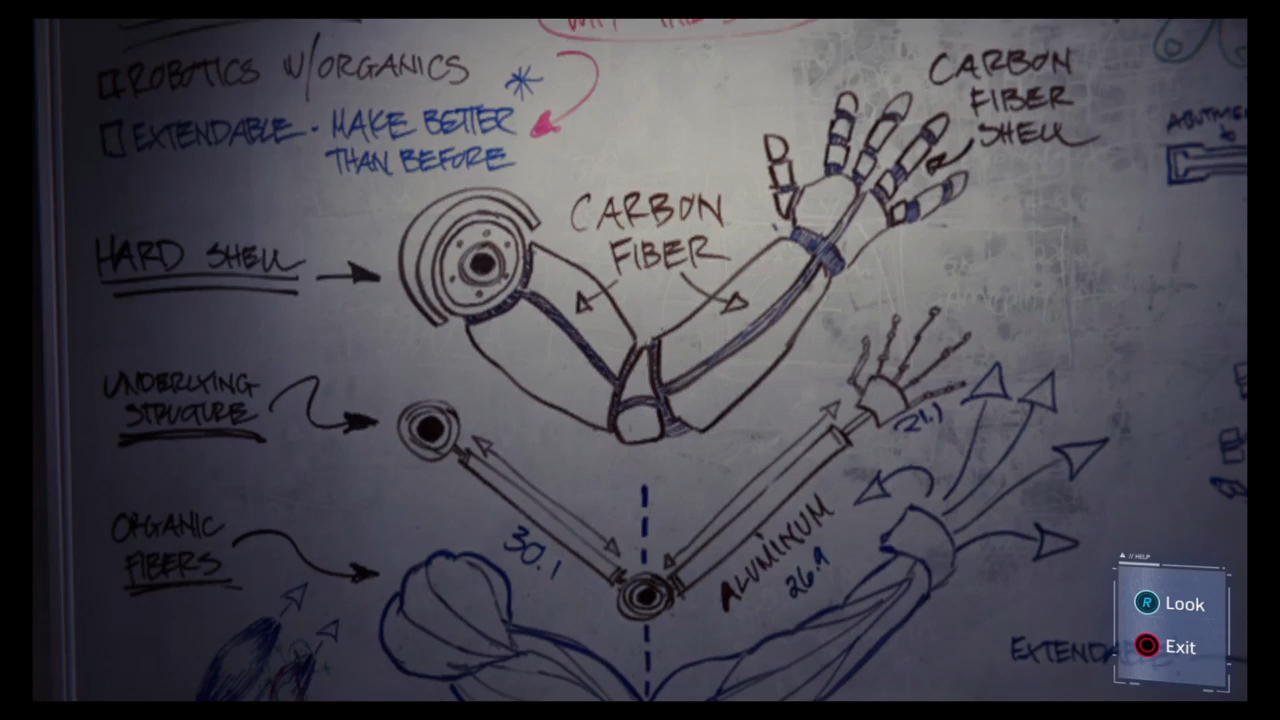 ROBOTICS W/ORGANICS
EXTENDABLE - MAKE BETTER
THAN BEFORE
CARBON
FIBER
SHELL
CARBON
FIBER
HARD SHELL
UNDERLYING
STRUCTURE
21.1
ORGANIC
FIBERS
30.1
ALUMINUM
26.9
// HELP
R Look
Exit